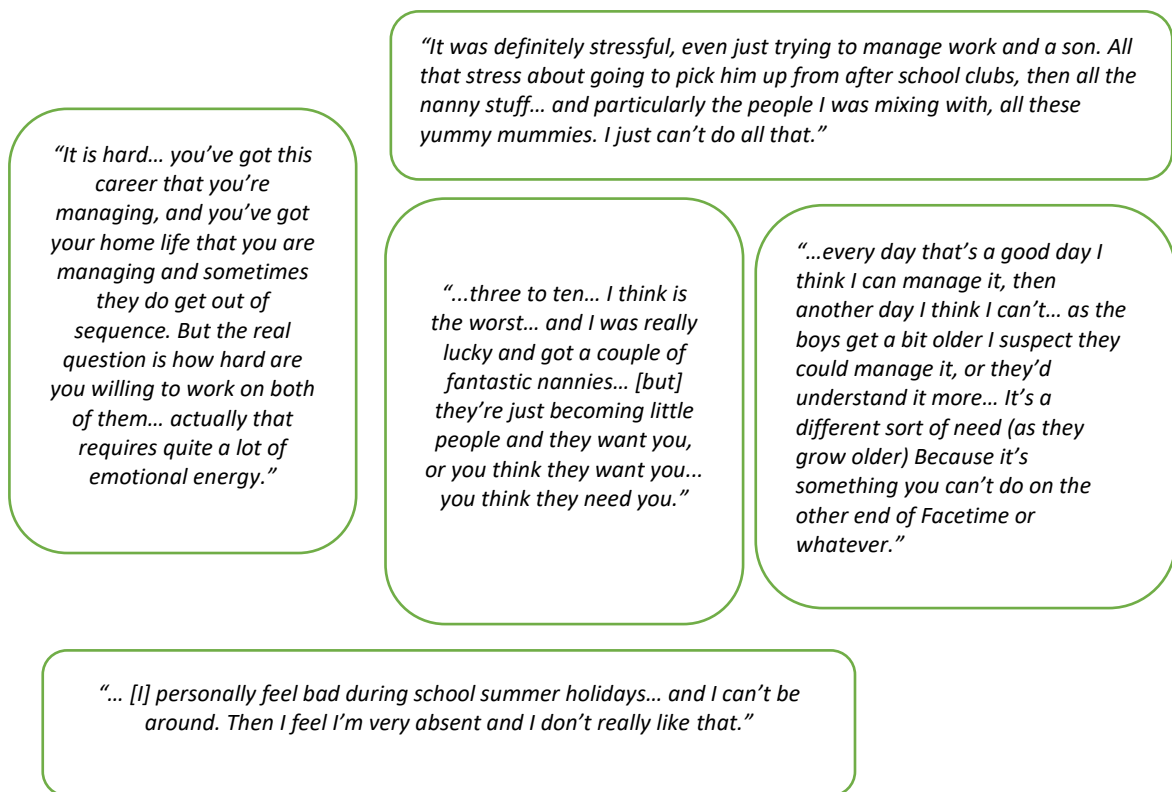 “It was definitely stressful, even just trying to manage work and a son. All
that stress about going to pick him up from after school clubs, then all the
nanny stuff… and particularly the people I was mixing with, all these
yummy mummies. I just can’t do all that.”
“It is hard… you’ve got this
career that you’re
managing, and you’ve got
your home life that you are
managing and sometimes
they do get out of
sequence. But the real
question is how hard are
you willing to work on both
of them… actually that
requires quite a lot of
emotional energy.”
“...three to ten… I think is
the worst… and I was really
lucky and got a couple of
fantastic nannies… [but]
they’re just becoming little
people and they want you,
or you think they want you...
you think they need you.”
“…every day that’s a good day I
think I can manage it, then
another day I think I can’t… as the
boys get a bit older I suspect they
could manage it, or they’d
understand it more… It’s a
different sort of need (as they
grow older) Because it’s
something you can’t do on the
other end of Facetime or
whatever.”
“… [I] personally feel bad during school summer holidays… and I can’t be
around. Then I feel I’m very absent and I don’t really like that.”